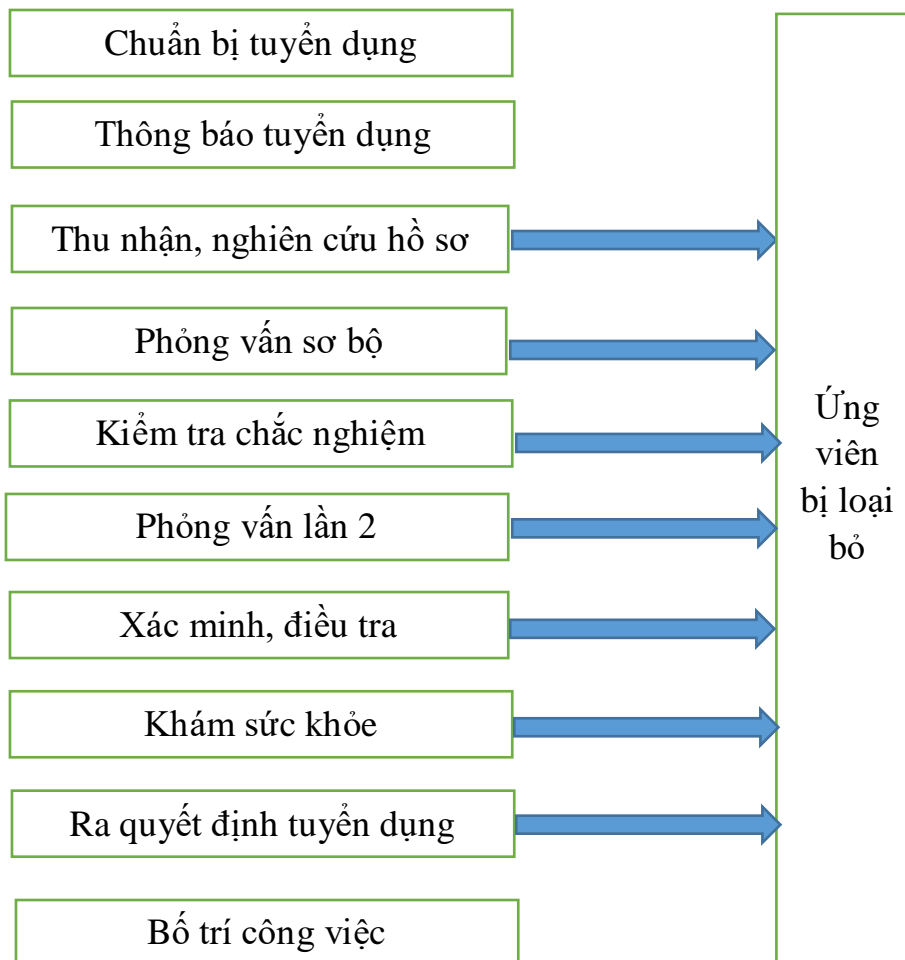 Chuẩn bị tuyển dụng
Thông báo tuyển dụng
Thu nhận, nghiên cứu hồ sơ
Phỏng vấn sơ bộ
Kiểm tra chắc nghiệm
Phỏng vấn lần 2
Xác minh, điều tra
Khám sức khỏe
Ra quyết định tuyển dụng
Bố trí công việc
Ứng
viên
bị loại
bỏ